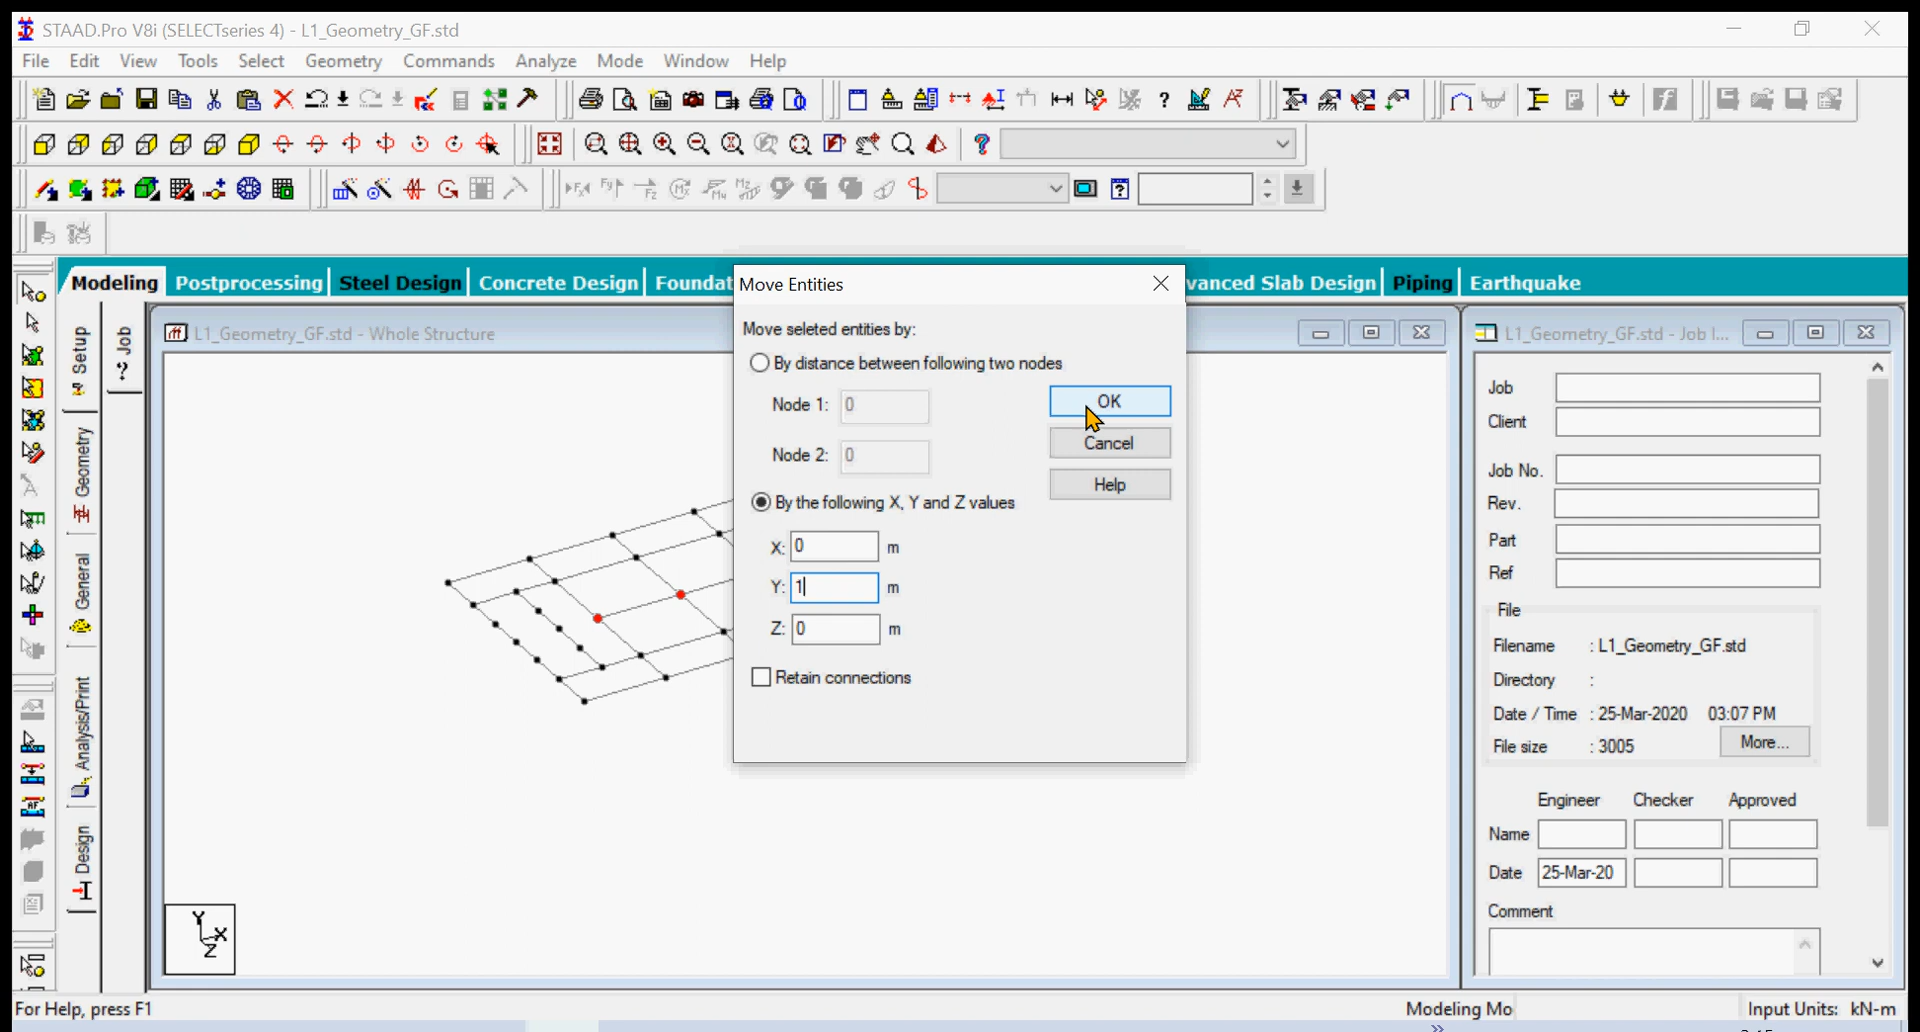 STAAD.Pro V8i (SELECTseries 4) - L1_Geometry_GF.std
File Edit View Tools Select Geometry Commands Analyze Mode Window Help
Modeling Postprocessing Steel Design Concrete Design Foundat vanced Slab Design Piping Earthquake
Setup
Geometry
General
Analysis/Print
Design
Job
L1_Geometry_GF.std - Whole Structure
Y
X
Z
Move Entities
Move seleted entities by:
By distance between following two nodes
Node 1: 0
Node 2: 0
OK
Cancel
Help
By the following X, Y and Z values
X: 0 m
Y: 1 m
Z: 0 m
Retain connections
L1_Geometry_GF.std - Job I...
Job
Client
Job No.
Rev.
Part
Ref
File
Filename : L1_Geometry_GF.std
Directory :
Date / Time : 25-Mar-2020 03:07 PM
File size : 3005 More...
Engineer Checker Approved
Name
Date 25-Mar-20
Comment
For Help, press F1
Modeling Mo
Input Units: kN-m